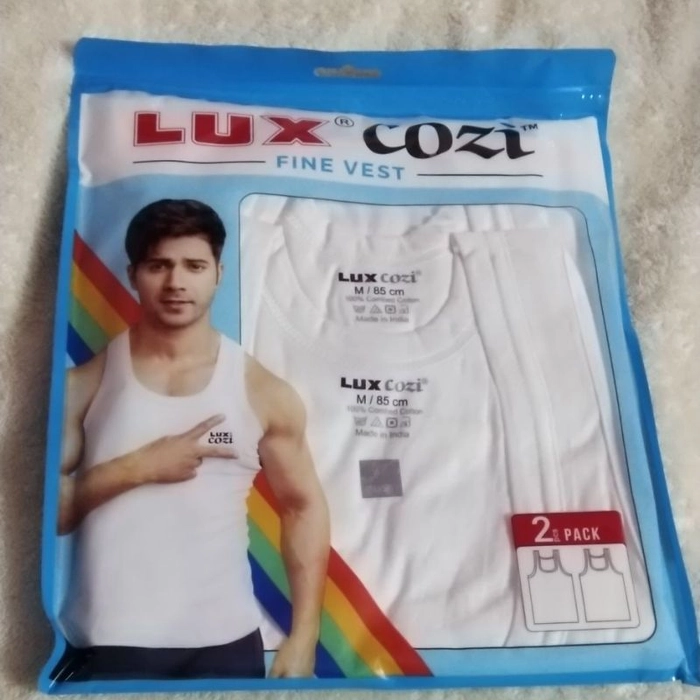 LUX® cozi™
FINE VEST
LUX cozi®
M / 85 cm
100% Combed Cotton
Made in India
LUX cozi®
M / 85 cm
100% Combed Cotton
Made in India
LUX
cozi
2 pcs PACK